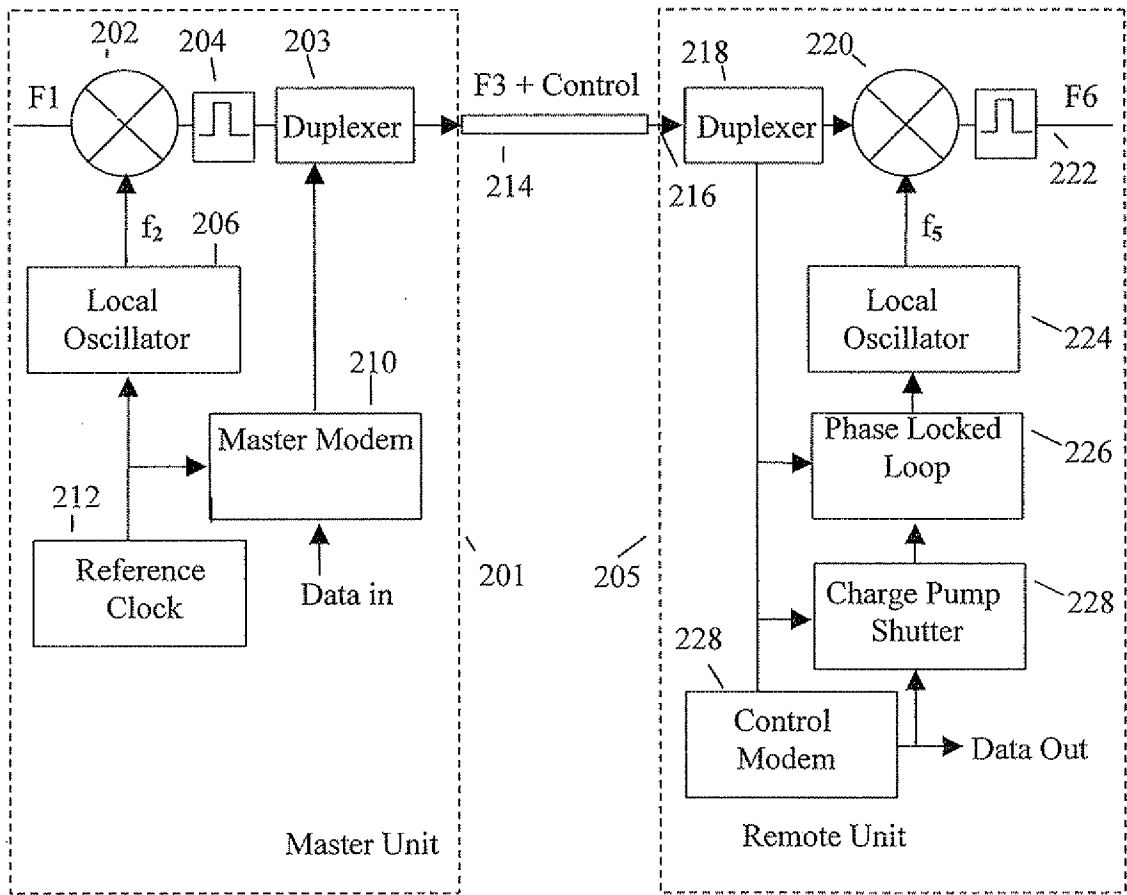 202
204
203
F1
Duplexer
F3 + Control
214
216
218
220
Duplexer
F6
222
f2
206
Local
Oscillator
210
Master Modem
212
Reference
Clock
Data in
201
205
Master Unit
f5
Local
Oscillator
224
Phase Locked
Loop
226
Charge Pump
Shutter
228
228
Control
Modem
Data Out
Remote Unit